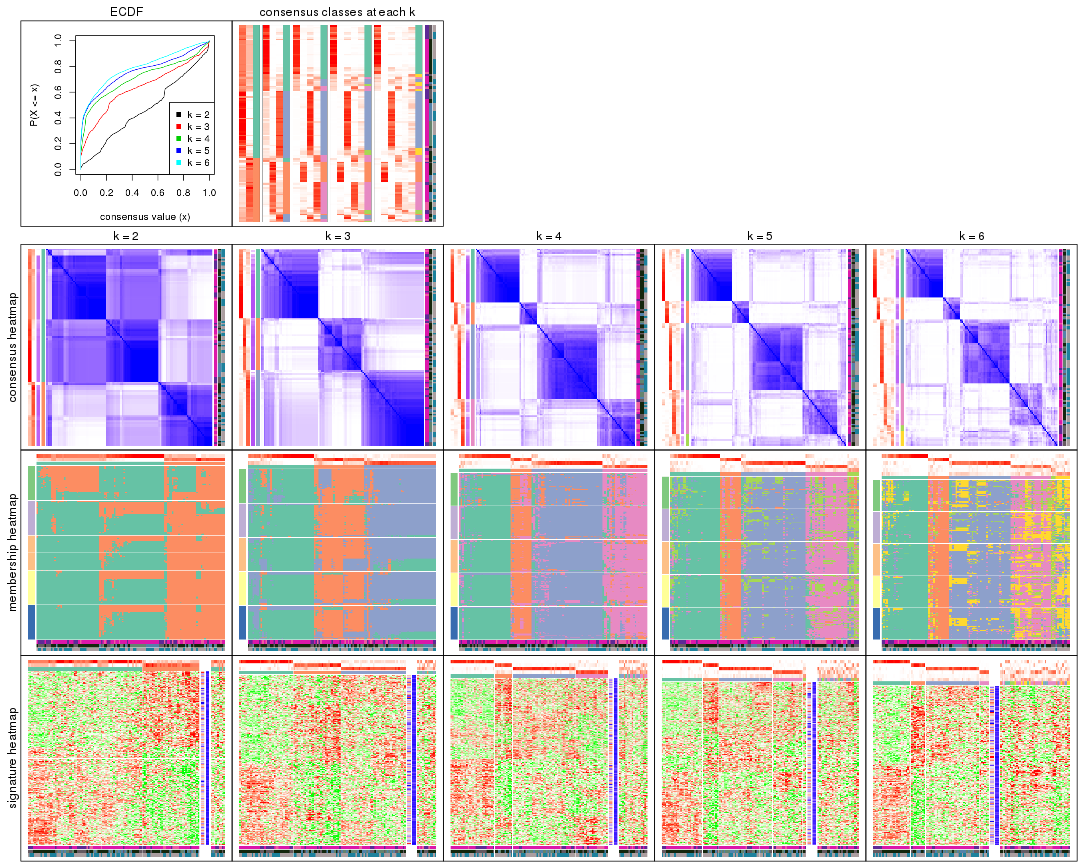 ECDF
consensus classes at each k
P(X <= x)
0.0 0.2 0.4 0.6 0.8 1.0
k = 2
k = 3
k = 4
k = 5
k = 6
0.0 0.2 0.4 0.6 0.8 1.0
consensus value (x)
k = 2
k = 3
k = 4
k = 5
k = 6
consensus heatmap
membership heatmap
signature heatmap